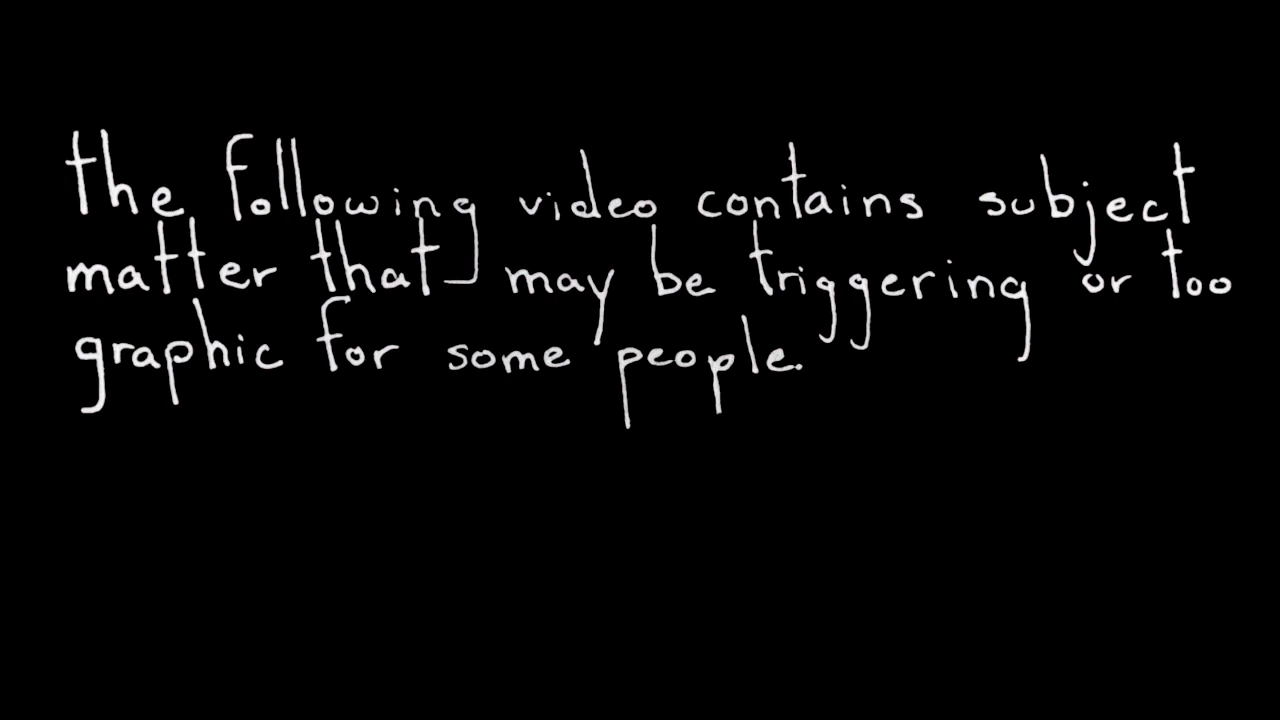 the following video contains subject
matter that may be triggering or too
graphic for some people.